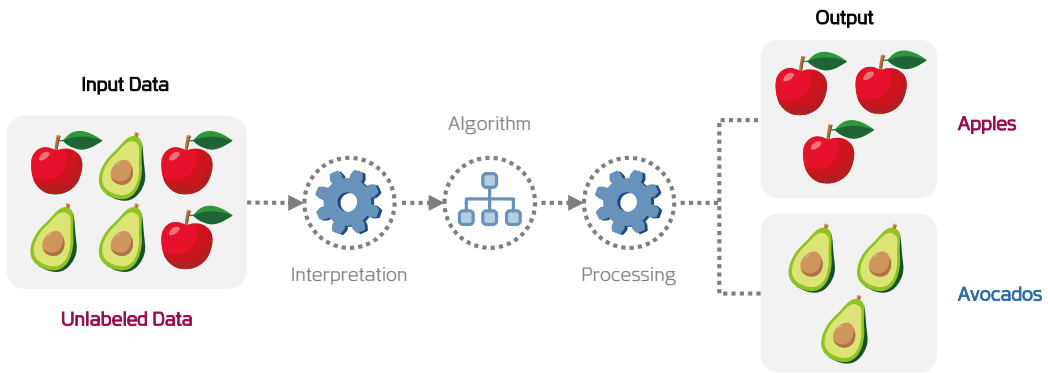 Input Data
Unlabeled Data
Interpretation
Algorithm
Processing
Output
Apples
Avocados